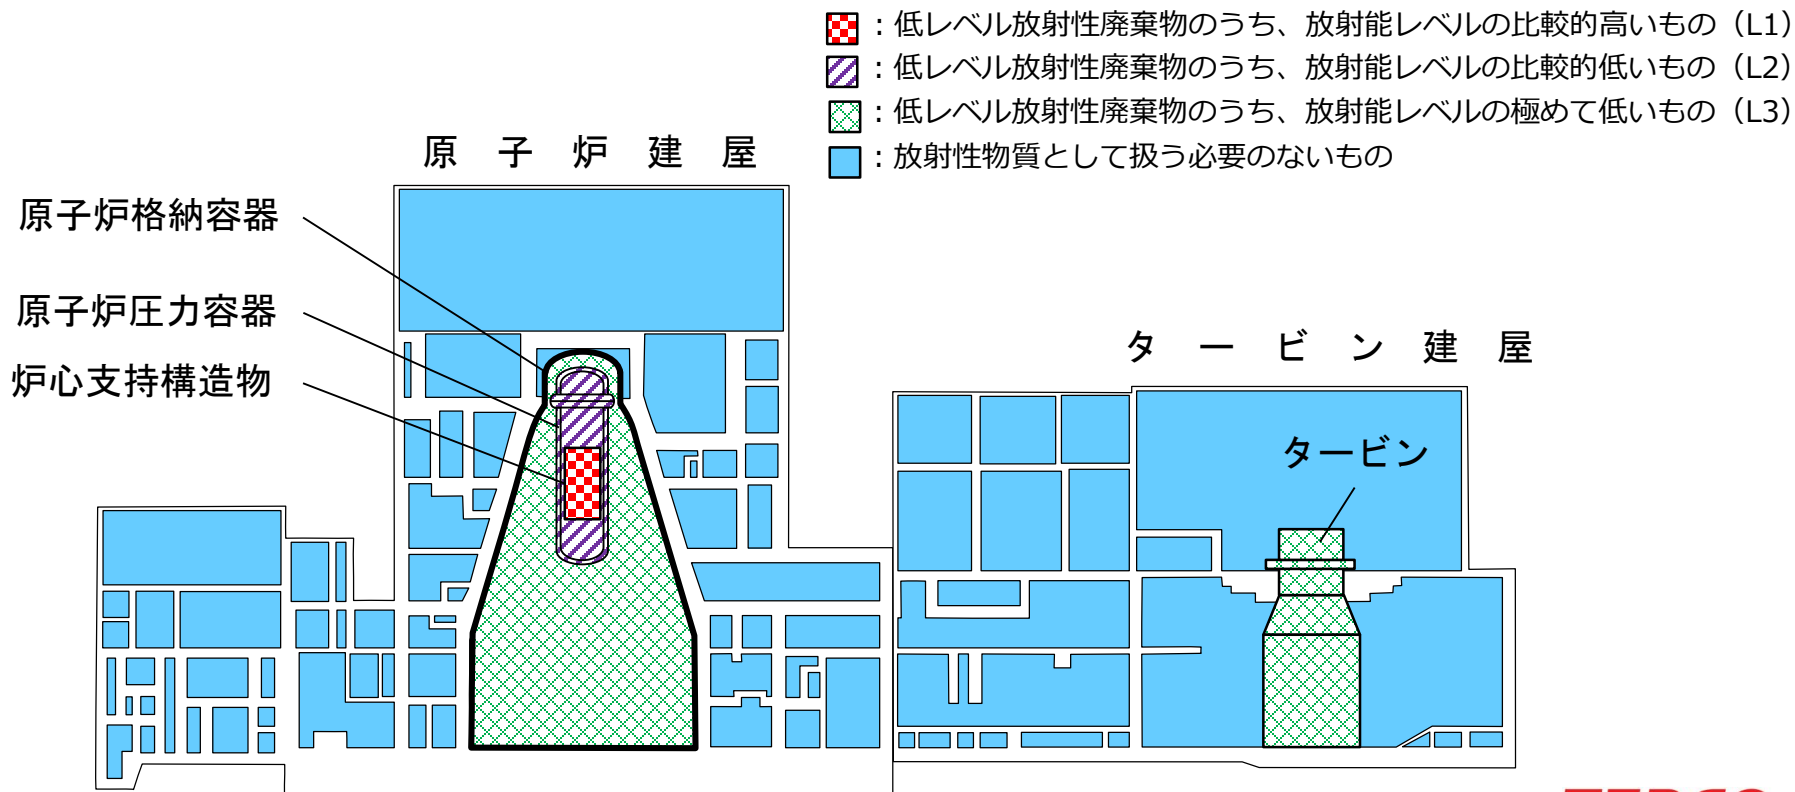 ：低レベル放射性廃棄物のうち、放射能レベルの比較的高いもの（L1）
：低レベル放射性廃棄物のうち、放射能レベルの比較的低いもの（L2）
：低レベル放射性廃棄物のうち、放射能レベルの極めて低いもの（L3）
：放射性物質として扱う必要のないもの
原子炉建屋
原子炉格納容器
原子炉圧力容器
炉心支持構造物
タービン建屋
タービン